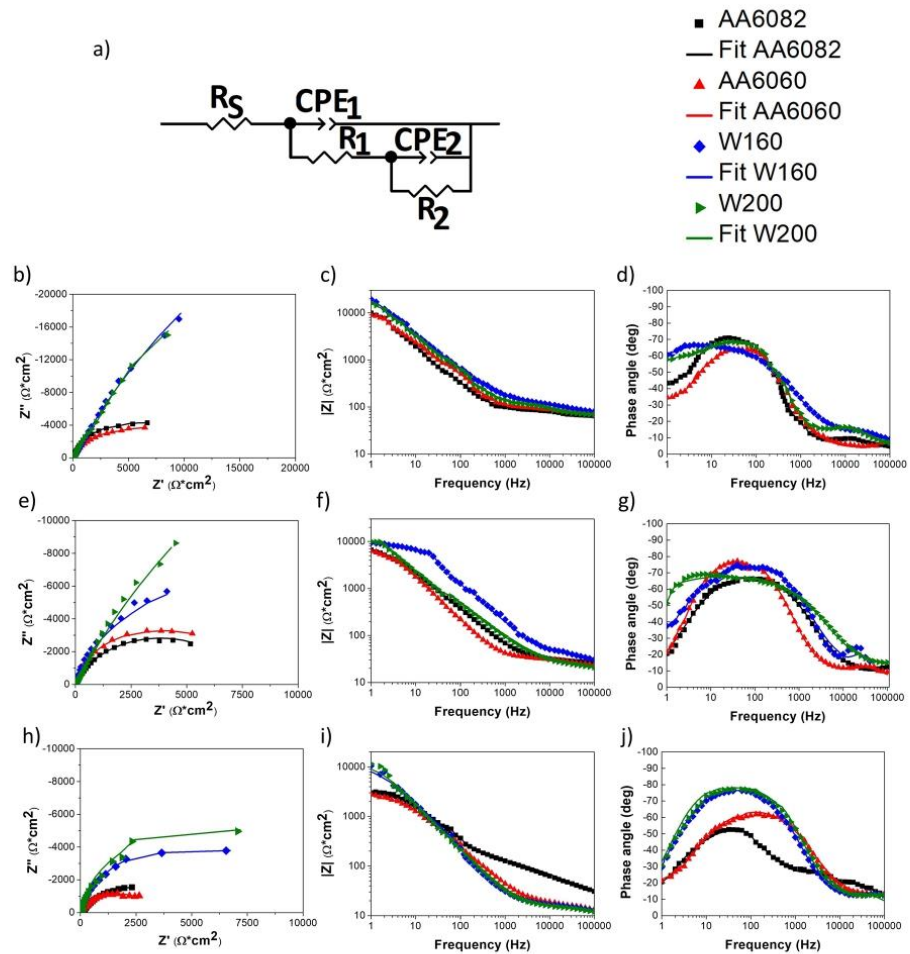 a)
R_S
CPE_1
R_1
CPE_2
R_2
AA6082
Fit AA6082
AA6060
Fit AA6060
W160
Fit W160
W200
Fit W200
b)
-20000
-16000
-12000
-8000
-4000
0
0 5000 10000 15000 20000
Z'' (Ω*cm²)
Z' (Ω*cm²)
c)
10000
1000
100
10
1 10 100 1000 10000 100000
|Z| (Ω*cm²)
Frequency (Hz)
d)
-100
-90
-80
-70
-60
-50
-40
-30
-20
-10
0
1 10 100 1000 10000 100000
Phase angle (deg)
Frequency (Hz)
e)
-10000
-8000
-6000
-4000
-2000
0
0 2500 5000 7500 10000
Z'' (Ω*cm²)
Z' (Ω*cm²)
f)
10000
1000
100
10
1 10 100 1000 10000 100000
|Z| (Ω*cm²)
Frequency (Hz)
g)
-100
-90
-80
-70
-60
-50
-40
-30
-20
-10
0
1 10 100 1000 10000 100000
Phase angle (deg)
Frequency (Hz)
h)
-10000
-8000
-6000
-4000
-2000
0
0 2500 5000 7500 10000
Z'' (Ω*cm²)
Z' (Ω*cm²)
i)
10000
1000
100
10
1 10 100 1000 10000 100000
|Z| (Ω*cm²)
Frequency (Hz)
j)
-100
-90
-80
-70
-60
-50
-40
-30
-20
-10
0
1 10 100 1000 10000 100000
Phase angle (deg)
Frequency (Hz)